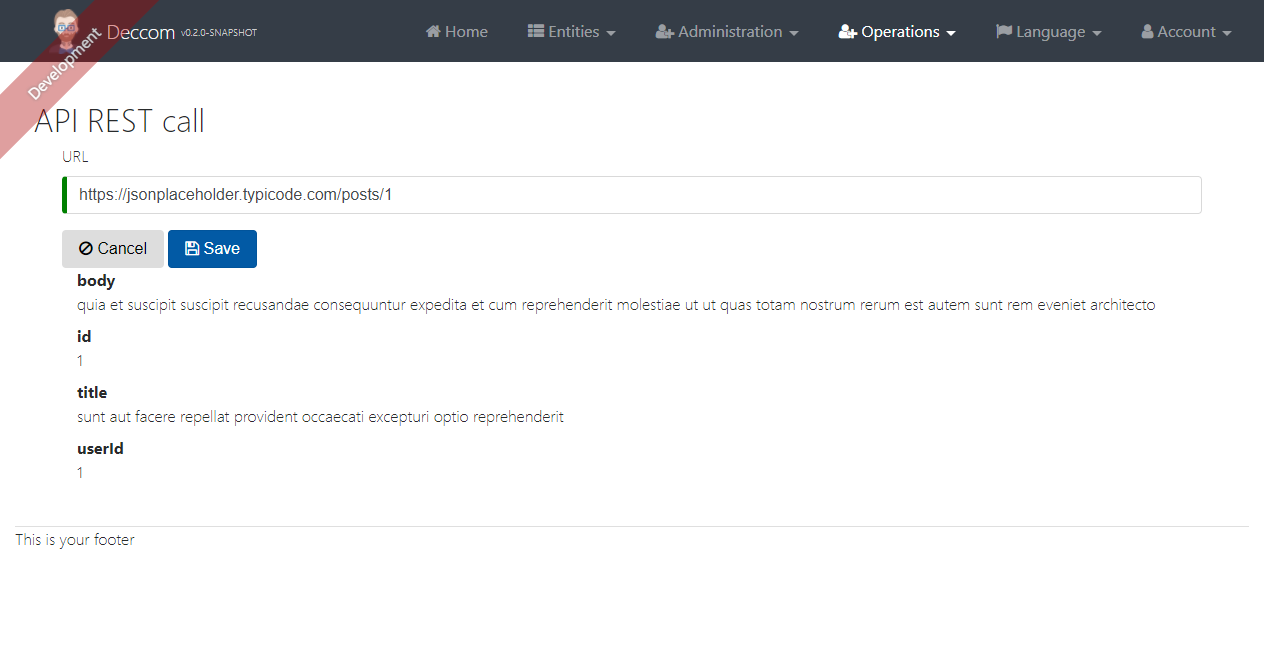 Deccom v0.2.0-SNAPSHOT Home Entities Administration Operations Language Account
Development
API REST call
URL
https://jsonplaceholder.typicode.com/posts/1
Cancel Save
body
quia et suscipit suscipit recusandae consequuntur expedita et cum reprehenderit molestiae ut ut quas totam nostrum rerum est autem sunt rem eveniet architecto
id
1
title
sunt aut facere repellat provident occaecati excepturi optio reprehenderit
userId
1
This is your footer